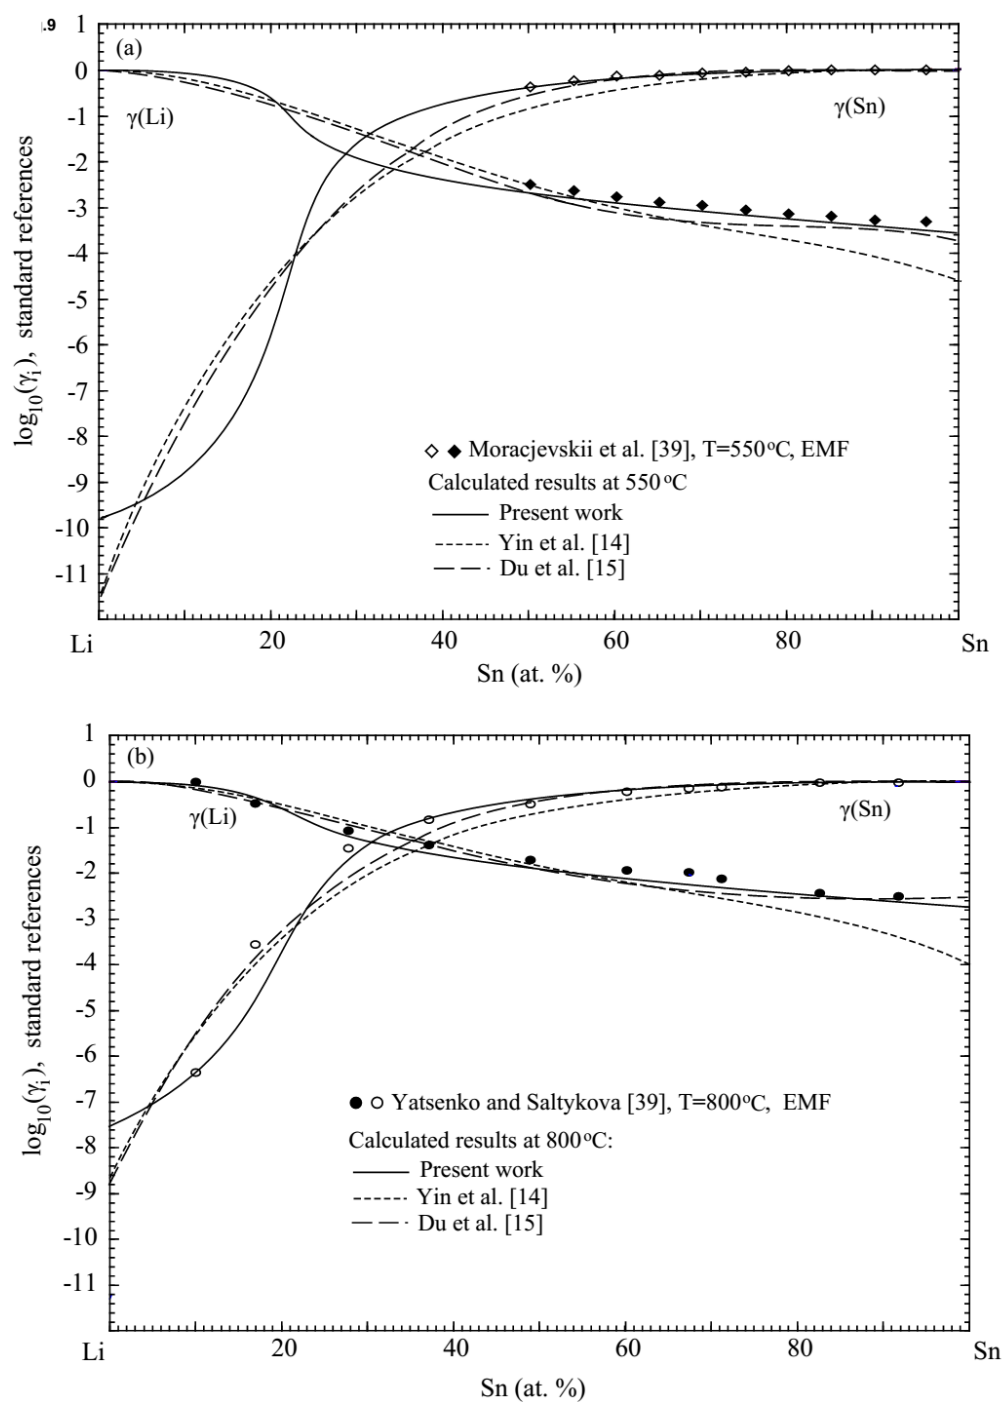 .9
1
(a)
0
γ(Li)
γ(Sn)
-1
-2
-3
-4
-5
-6
-7
-8
-9
-10
-11
log10(γi), standard references
Moracjevskii et al. [39], T=550°C, EMF
Calculated results at 550°C
Present work
Yin et al. [14]
Du et al. [15]
Li 20 40 60 80 Sn
Sn (at. %)
1
(b)
0
γ(Li)
γ(Sn)
-1
-2
-3
-4
-5
-6
-7
-8
-9
-10
-11
log10(γi), standard references
Yatsenko and Saltykova [39], T=800°C, EMF
Calculated results at 800°C:
Present work
Yin et al. [14]
Du et al. [15]
Li 20 40 60 80 Sn
Sn (at. %)